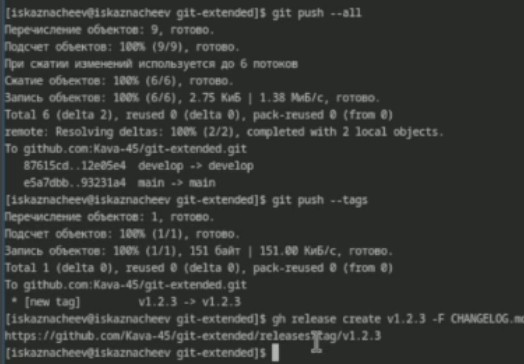 [iskaznacheev@iskaznacheev git-extended]$ git push --all
Перечисление объектов: 9, готово.
Подсчет объектов: 100% (9/9), готово.
При сжатии изменений используется до 6 потоков
Сжатие объектов: 100% (6/6), готово.
Запись объектов: 100% (6/6), 2.75 КиБ | 1.38 МиБ/с, готово.
Total 6 (delta 2), reused 0 (delta 0), pack-reused 0 (from 0)
remote: Resolving deltas: 100% (2/2), completed with 2 local objects.
To github.com:Kava-45/git-extended.git
87615cd..12e05e4 develop -> develop
e5a7dbb..93231a4 main -> main
[iskaznacheev@iskaznacheev git-extended]$ git push --tags
Перечисление объектов: 1, готово.
Подсчет объектов: 100% (1/1), готово.
Запись объектов: 100% (1/1), 151 байт | 151.00 КиБ/с, готово.
Total 1 (delta 0), reused 0 (delta 0), pack-reused 0 (from 0)
To github.com:Kava-45/git-extended.git
* [new tag] v1.2.3 -> v1.2.3
[iskaznacheev@iskaznacheev git-extended]$ gh release create v1.2.3 -F CHANGELOG.md
https://github.com/Kava-45/git-extended/releases/tag/v1.2.3
[iskaznacheev@iskaznacheev git-extended]$